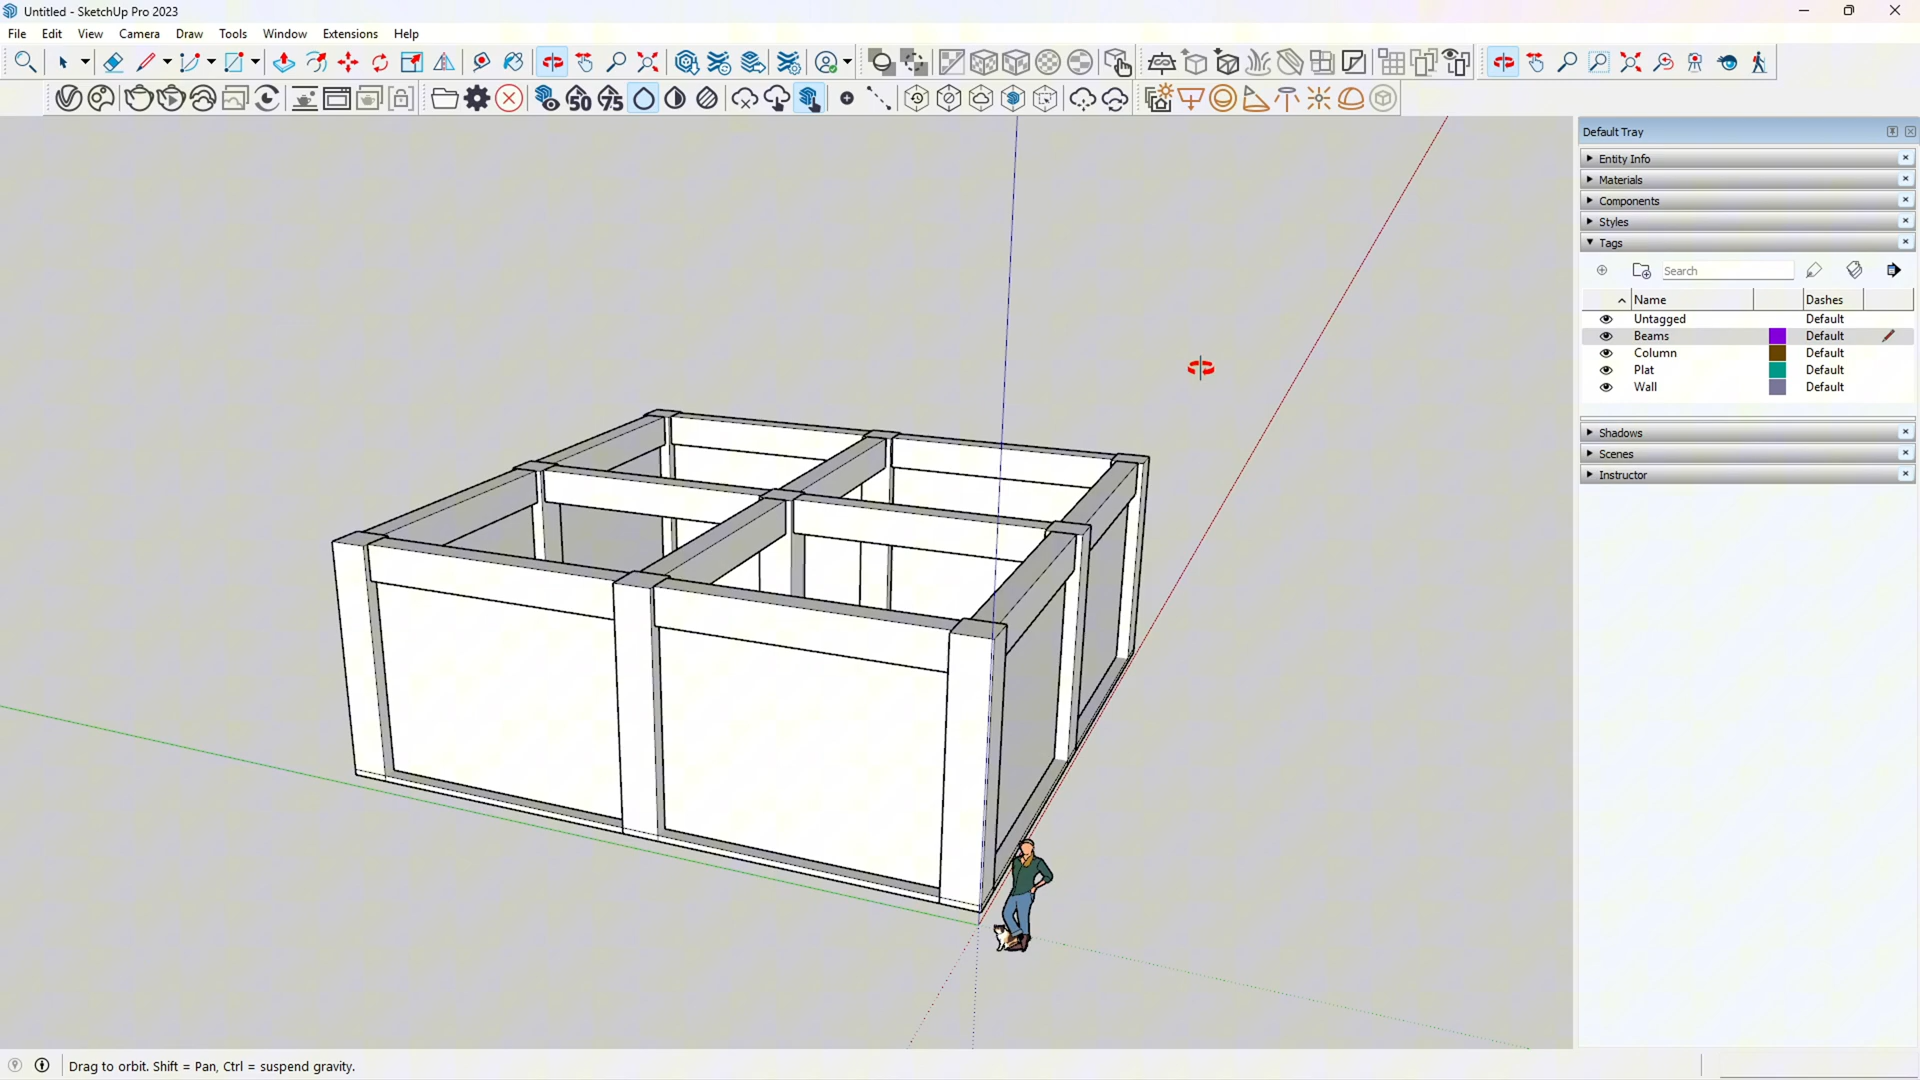 Untitled - SketchUp Pro 2023
File Edit View Camera Draw Tools Window Extensions Help
50 75
Default Tray
Entity Info
Materials
Components
Styles
Tags
Search
Name Dashes
Untagged Default
Beams Default
Column Default
Plat Default
Wall Default
Shadows
Scenes
Instructor
Drag to orbit. Shift = Pan, Ctrl = suspend gravity.